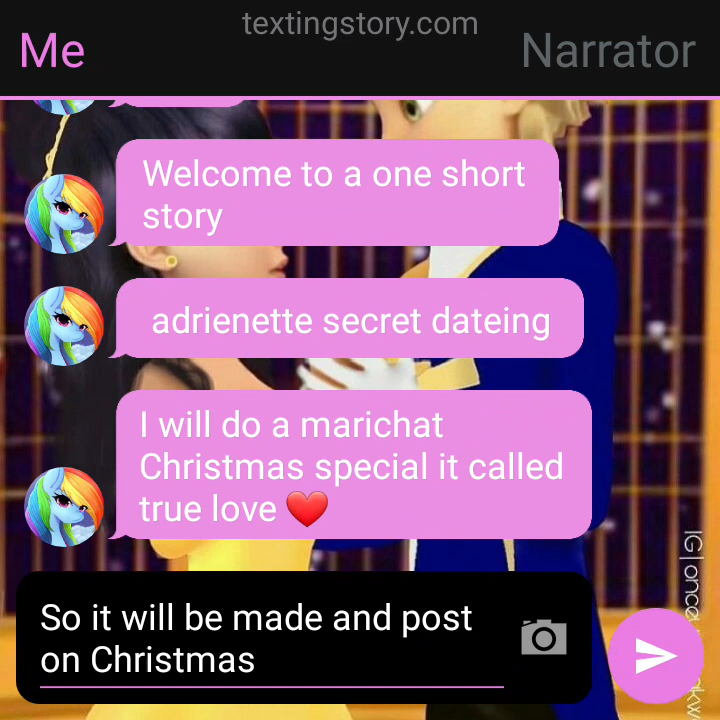 textingstory.com
Me
Narrator
Welcome to a one short
story
adrienette secret dateing
I will do a marichat
Christmas special it called
true love ❤️
So it will be made and post
on Christmas